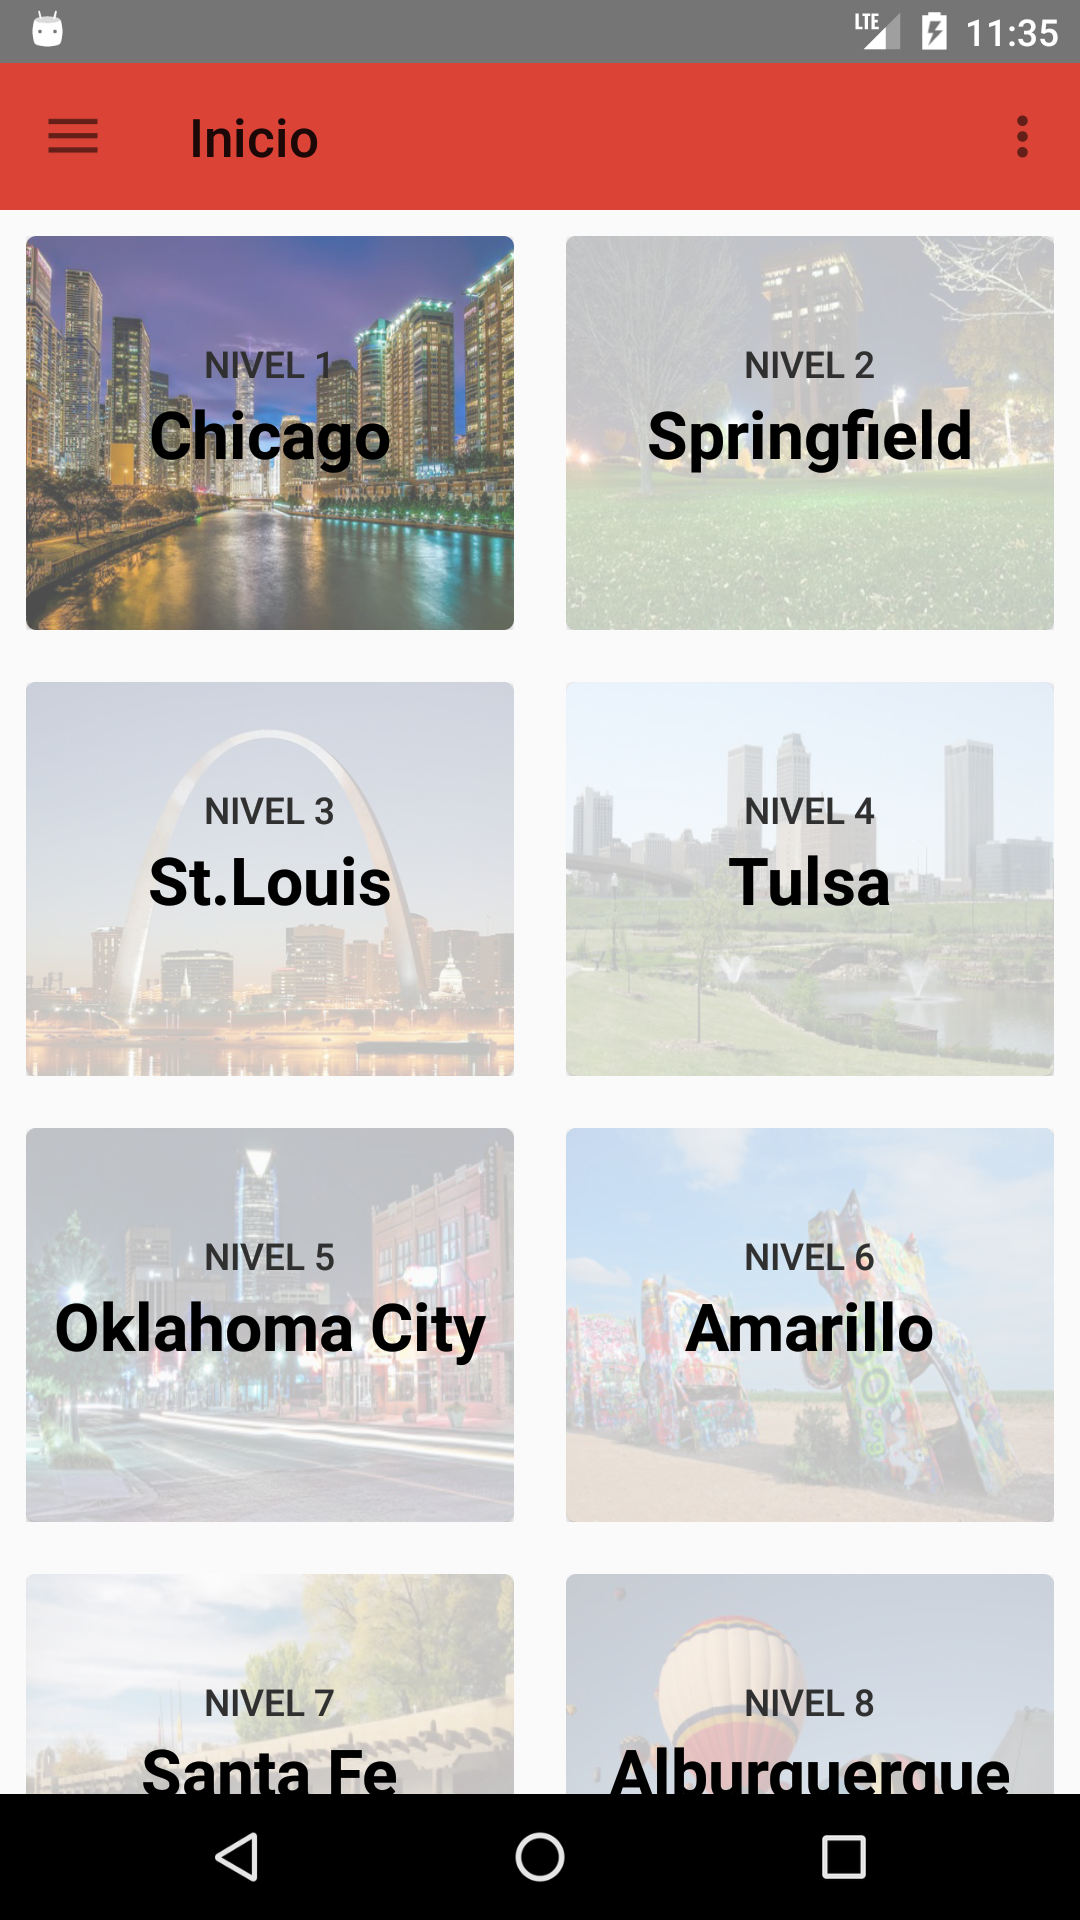 LTE 11:35
Inicio
NIVEL 1
Chicago
NIVEL 2
Springfield
NIVEL 3
St.Louis
NIVEL 4
Tulsa
NIVEL 5
Oklahoma City
NIVEL 6
Amarillo
NIVEL 7
Santa Fe
NIVEL 8
Alburquerque